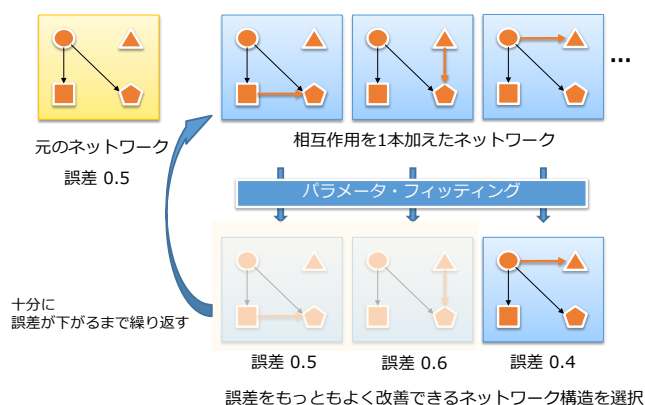 元のネットワーク
誤差 0.5
...
相互作用を1本加えたネットワーク
パラメータ・フィッティング
十分に
誤差が下がるまで繰り返す
誤差 0.5
誤差 0.6
誤差 0.4
誤差をもっともよく改善できるネットワーク構造を選択